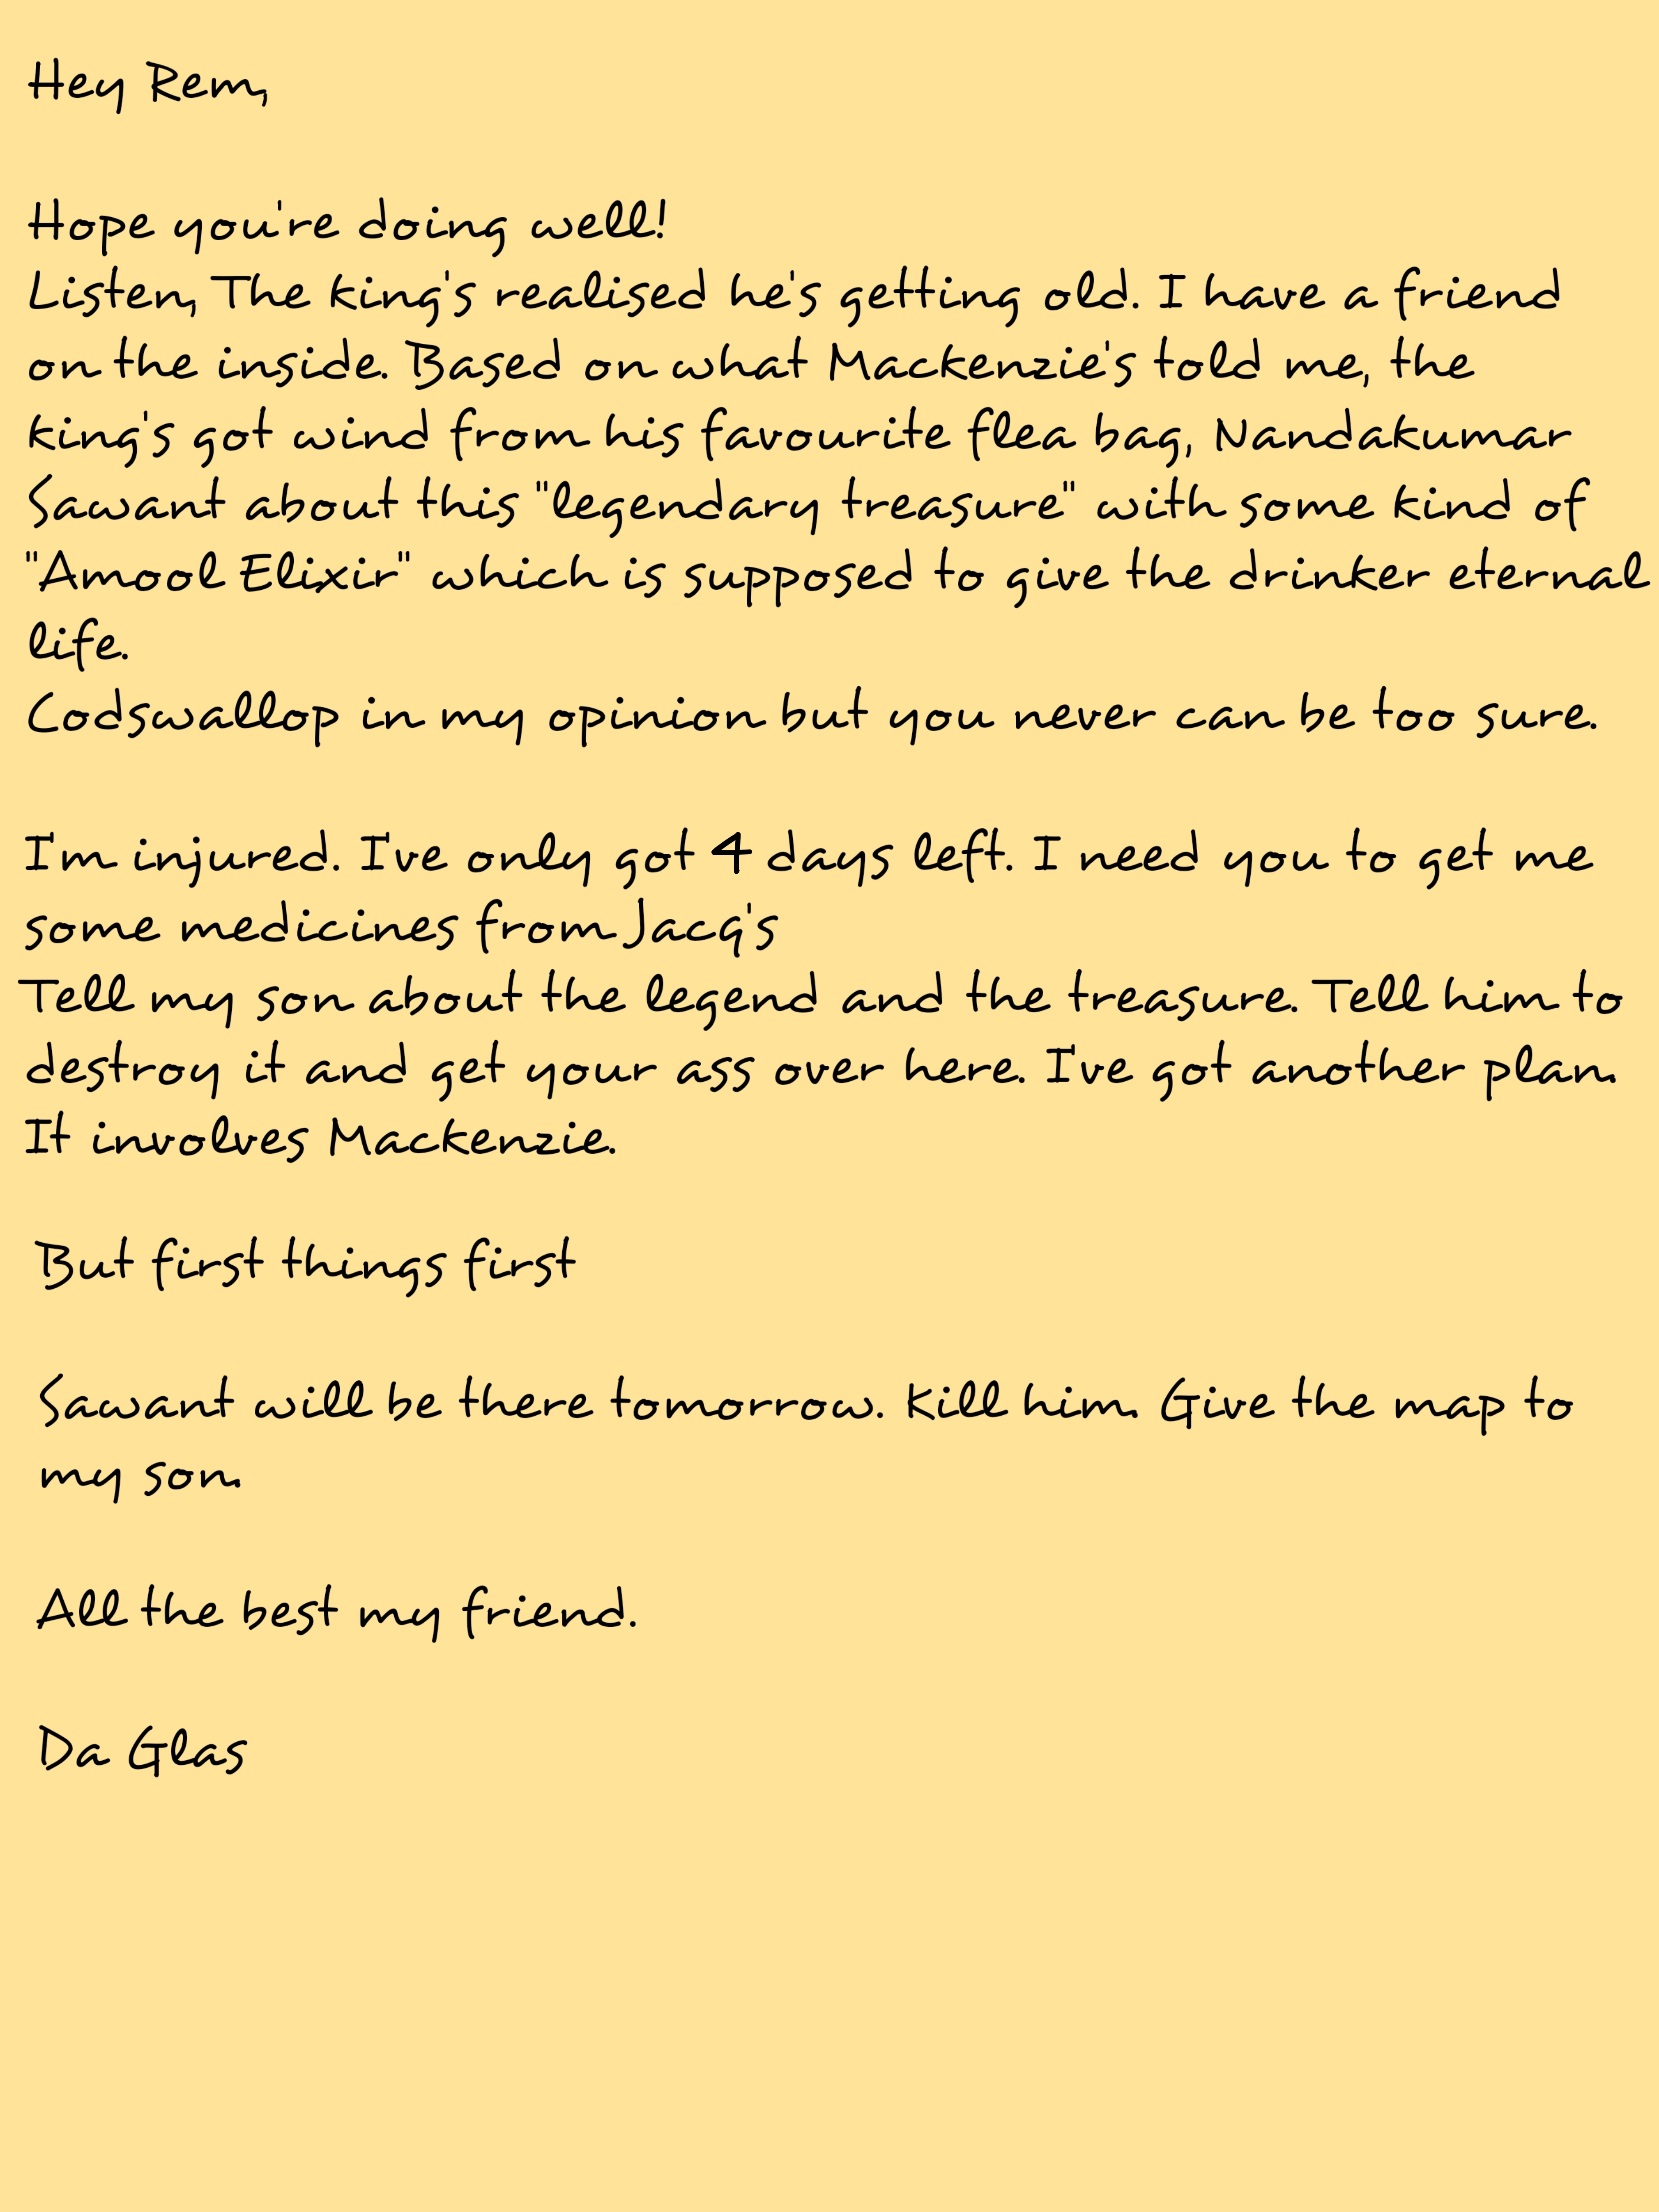 Hey Rem,
Hope you're doing well!
Listen, The King's realised he's getting old. I have a friend
on the inside. Based on what Mackenzie's told me, the
King's got wind from his favourite flea bag, Nandakumar
Sawant about this "legendary treasure" with some kind of
"Amool Elixir" which is supposed to give the drinker eternal
life.
Codswallop in my opinion but you never can be too sure.
I'm injured. I've only got 4 days left. I need you to get me
some medicines from Jacq's
Tell my son about the legend and the treasure. Tell him to
destroy it and get your ass over here. I've got another plan.
It involves Mackenzie.
But first things first
Sawant will be there tomorrow. Kill him. Give the map to
my son.
All the best my friend.
Da Glas